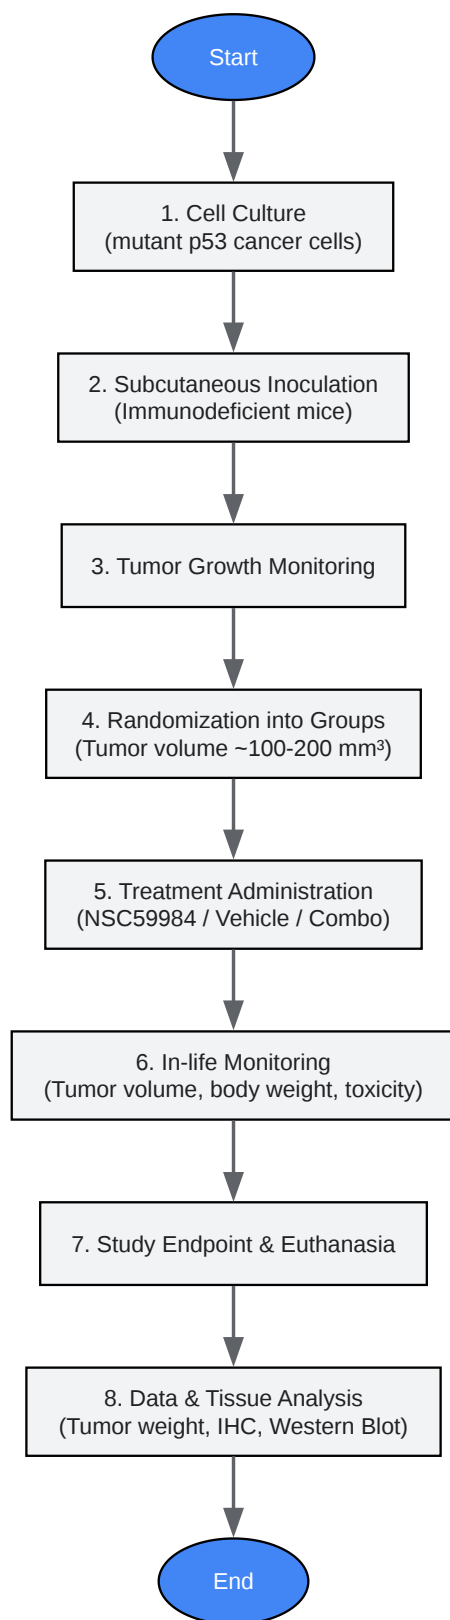 Start
1. Cell Culture
(mutant p53 cancer cells)
2. Subcutaneous Inoculation
(Immunodeficient mice)
3. Tumor Growth Monitoring
4. Randomization into Groups
(Tumor volume ~100-200 mm³)
5. Treatment Administration
(NSC59984 / Vehicle / Combo)
6. In-life Monitoring
(Tumor volume, body weight, toxicity)
7. Study Endpoint & Euthanasia
8. Data & Tissue Analysis
(Tumor weight, IHC, Western Blot)
End